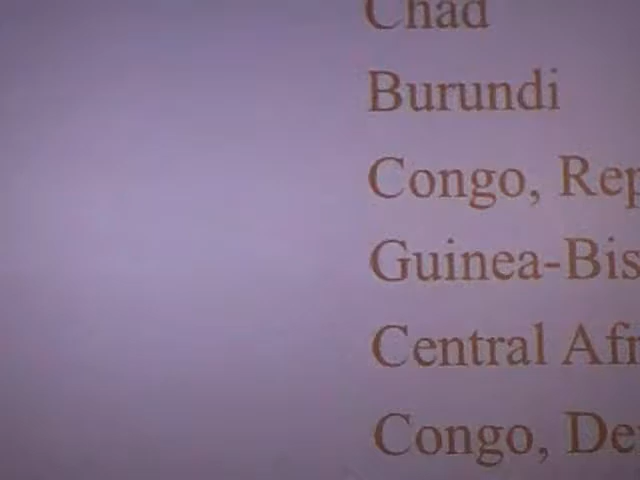 Chad
Burundi
Congo, Rep
Guinea-Bis
Central Afr
Congo, De